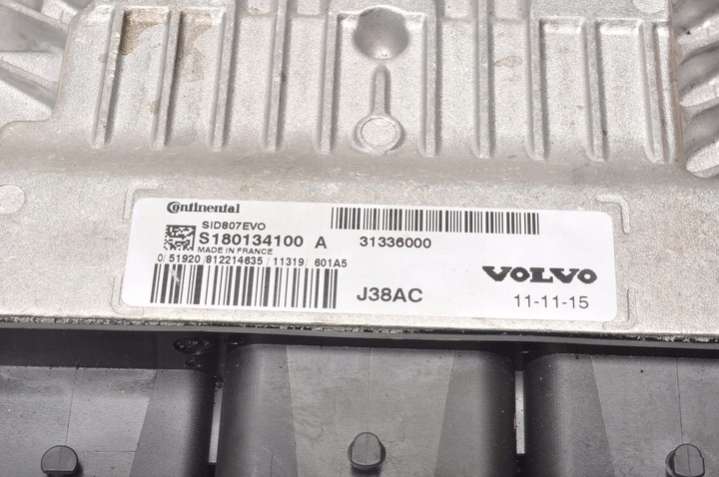 Continental
SID807EVO
S180134100 A
MADE IN FRANCE
0/51920/812214635/11319/601A5
31336000
J38AC
VOLVO
11-11-15